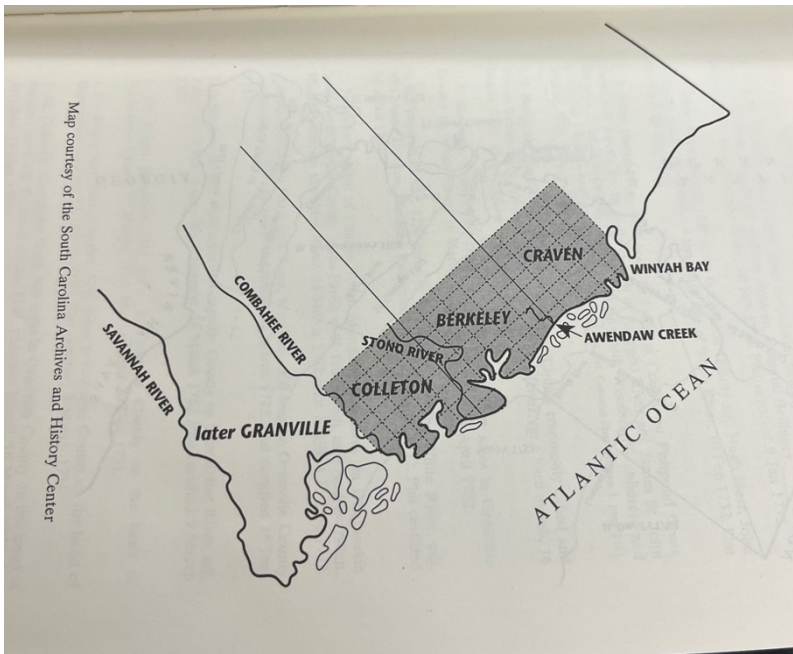 CRAVEN
WINYAH BAY
BERKELEY
AWENDAW CREEK
STONO RIVER
COMBAHEE RIVER
COLLETON
SAVANNAH RIVER
later GRANVILLE
ATLANTIC OCEAN
Map courtesy of the South Carolina Archives and History Center